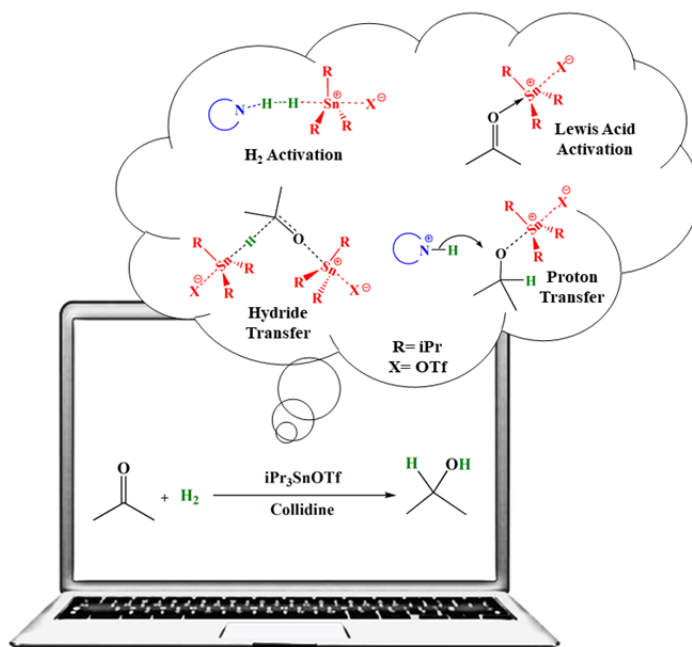 R
N H H Sn ⊕ X ⊖
R R
H₂ Activation
R Sn ⊕ X ⊖
R
R
O
Lewis Acid
Activation
R H O R
Sn ⊕ R Sn ⊕
X ⊖ R R R X ⊖
Hydride
Transfer
N ⊕ H R Sn ⊕ X ⊖
R
R
O
H
Proton
Transfer
R= iPr
X= OTf
O
+ H₂
iPr₃SnOTf
Collidine
H OH